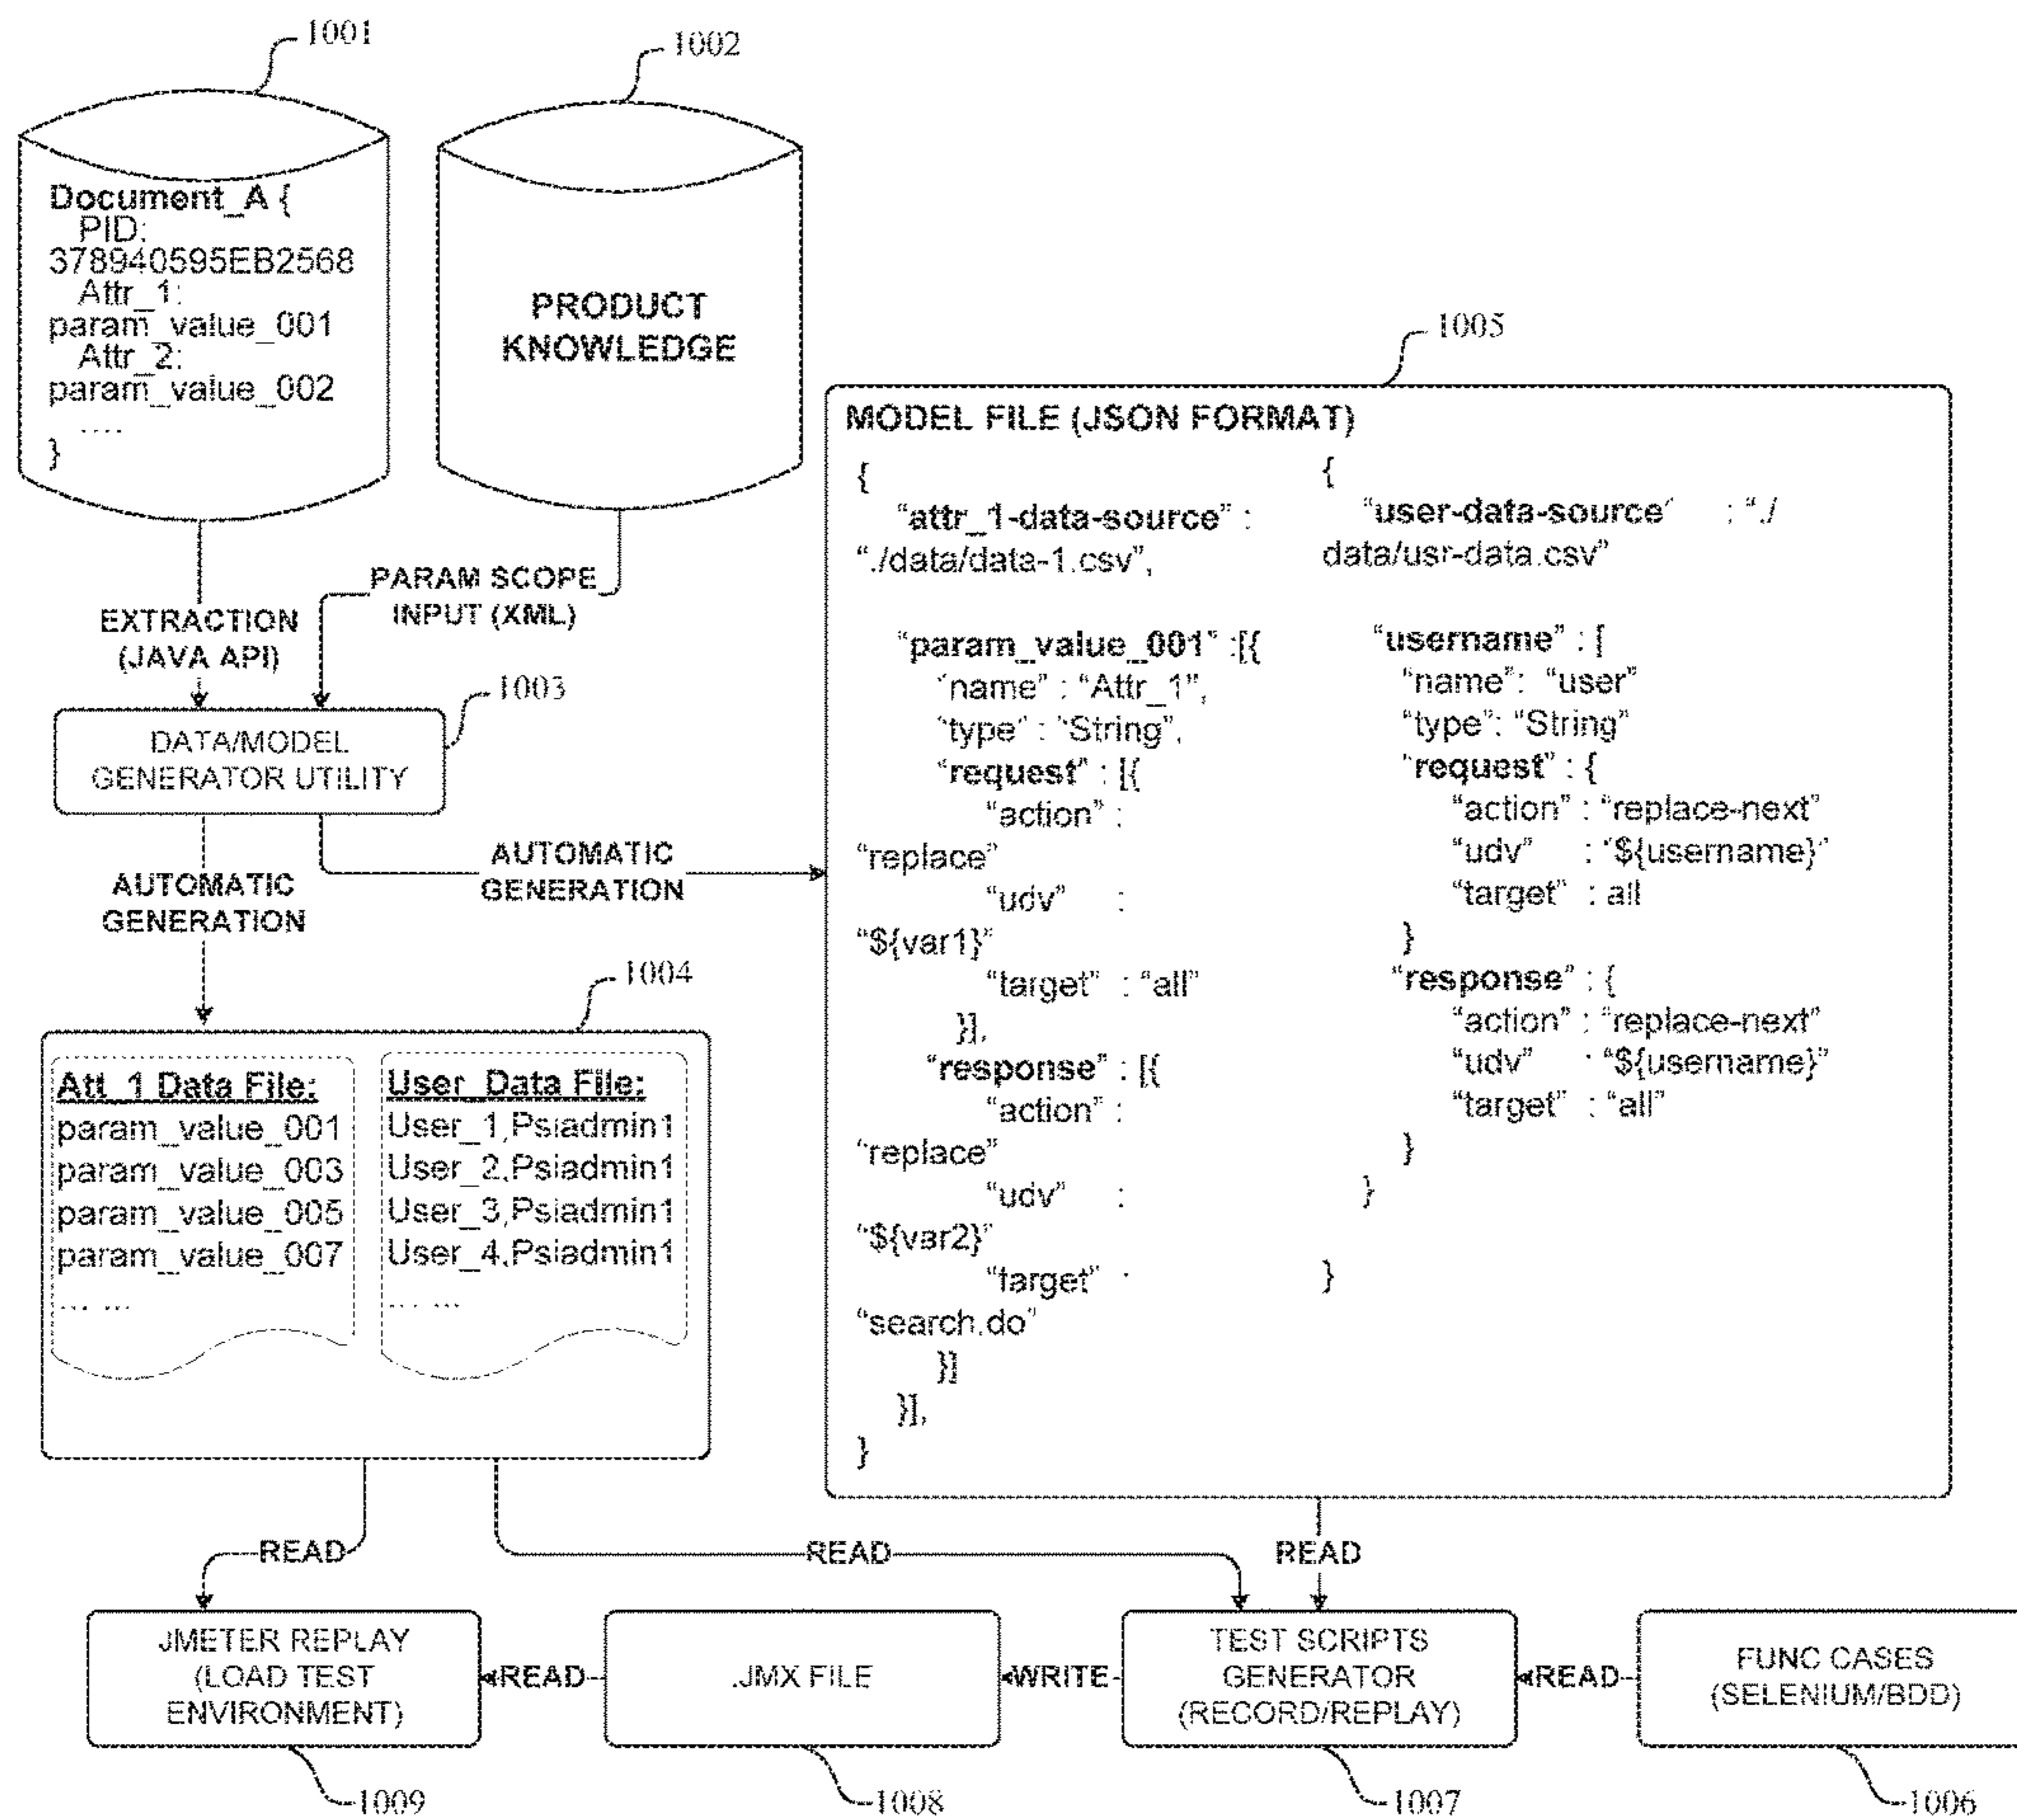 1001
1002
Document_A {
PID:
378940595EB2568
Attr_1:
param_value_001
Attr_2:
param_value_002
....
}
PRODUCT
KNOWLEDGE
EXTRACTION
(JAVA API)
PARAM SCOPE
INPUT (XML)
1003
DATA/MODEL
GENERATOR UTILITY
AUTOMATIC
GENERATION
AUTOMATIC
GENERATION
1004
Att_1 Data File:
param_value_001
param_value_003
param_value_005
param_value_007
... ...
User_Data File:
User_1,Psiadmin1
User_2,Psiadmin1
User_3,Psiadmin1
User_4,Psiadmin1
... ...
1005
MODEL FILE (JSON FORMAT)
{
“attr_1-data-source” :
“./data/data-1.csv”,
“param_value_001” :[{
“name” : “Attr_1”,
“type” : “String”,
“request” : [{
“action” :
“replace”
“udv” :
“${var1}”
“target” : “all”
}],
“response” : [{
“action” :
“replace”
“udv” :
“${var2}”
“target” :
“search.do”
}]
}],
}
{
“user-data-source” : “./
data/usr-data.csv”
“username” : [
“name”: “user”
“type”: “String”
“request” : {
“action” : “replace-next”
“udv” : “${username}”
“target” : all
}
“response” : {
“action” : “replace-next”
“udv” : “${username}”
“target” : “all”
}
}
}
READ
READ
READ
JMETER REPLAY
(LOAD TEST
ENVIRONMENT)
READ
.JMX FILE
WRITE
TEST SCRIPTS
GENERATOR
(RECORD/REPLAY)
READ
FUNC CASES
(SELENIUM/BDD)
1009
1008
1007
1006